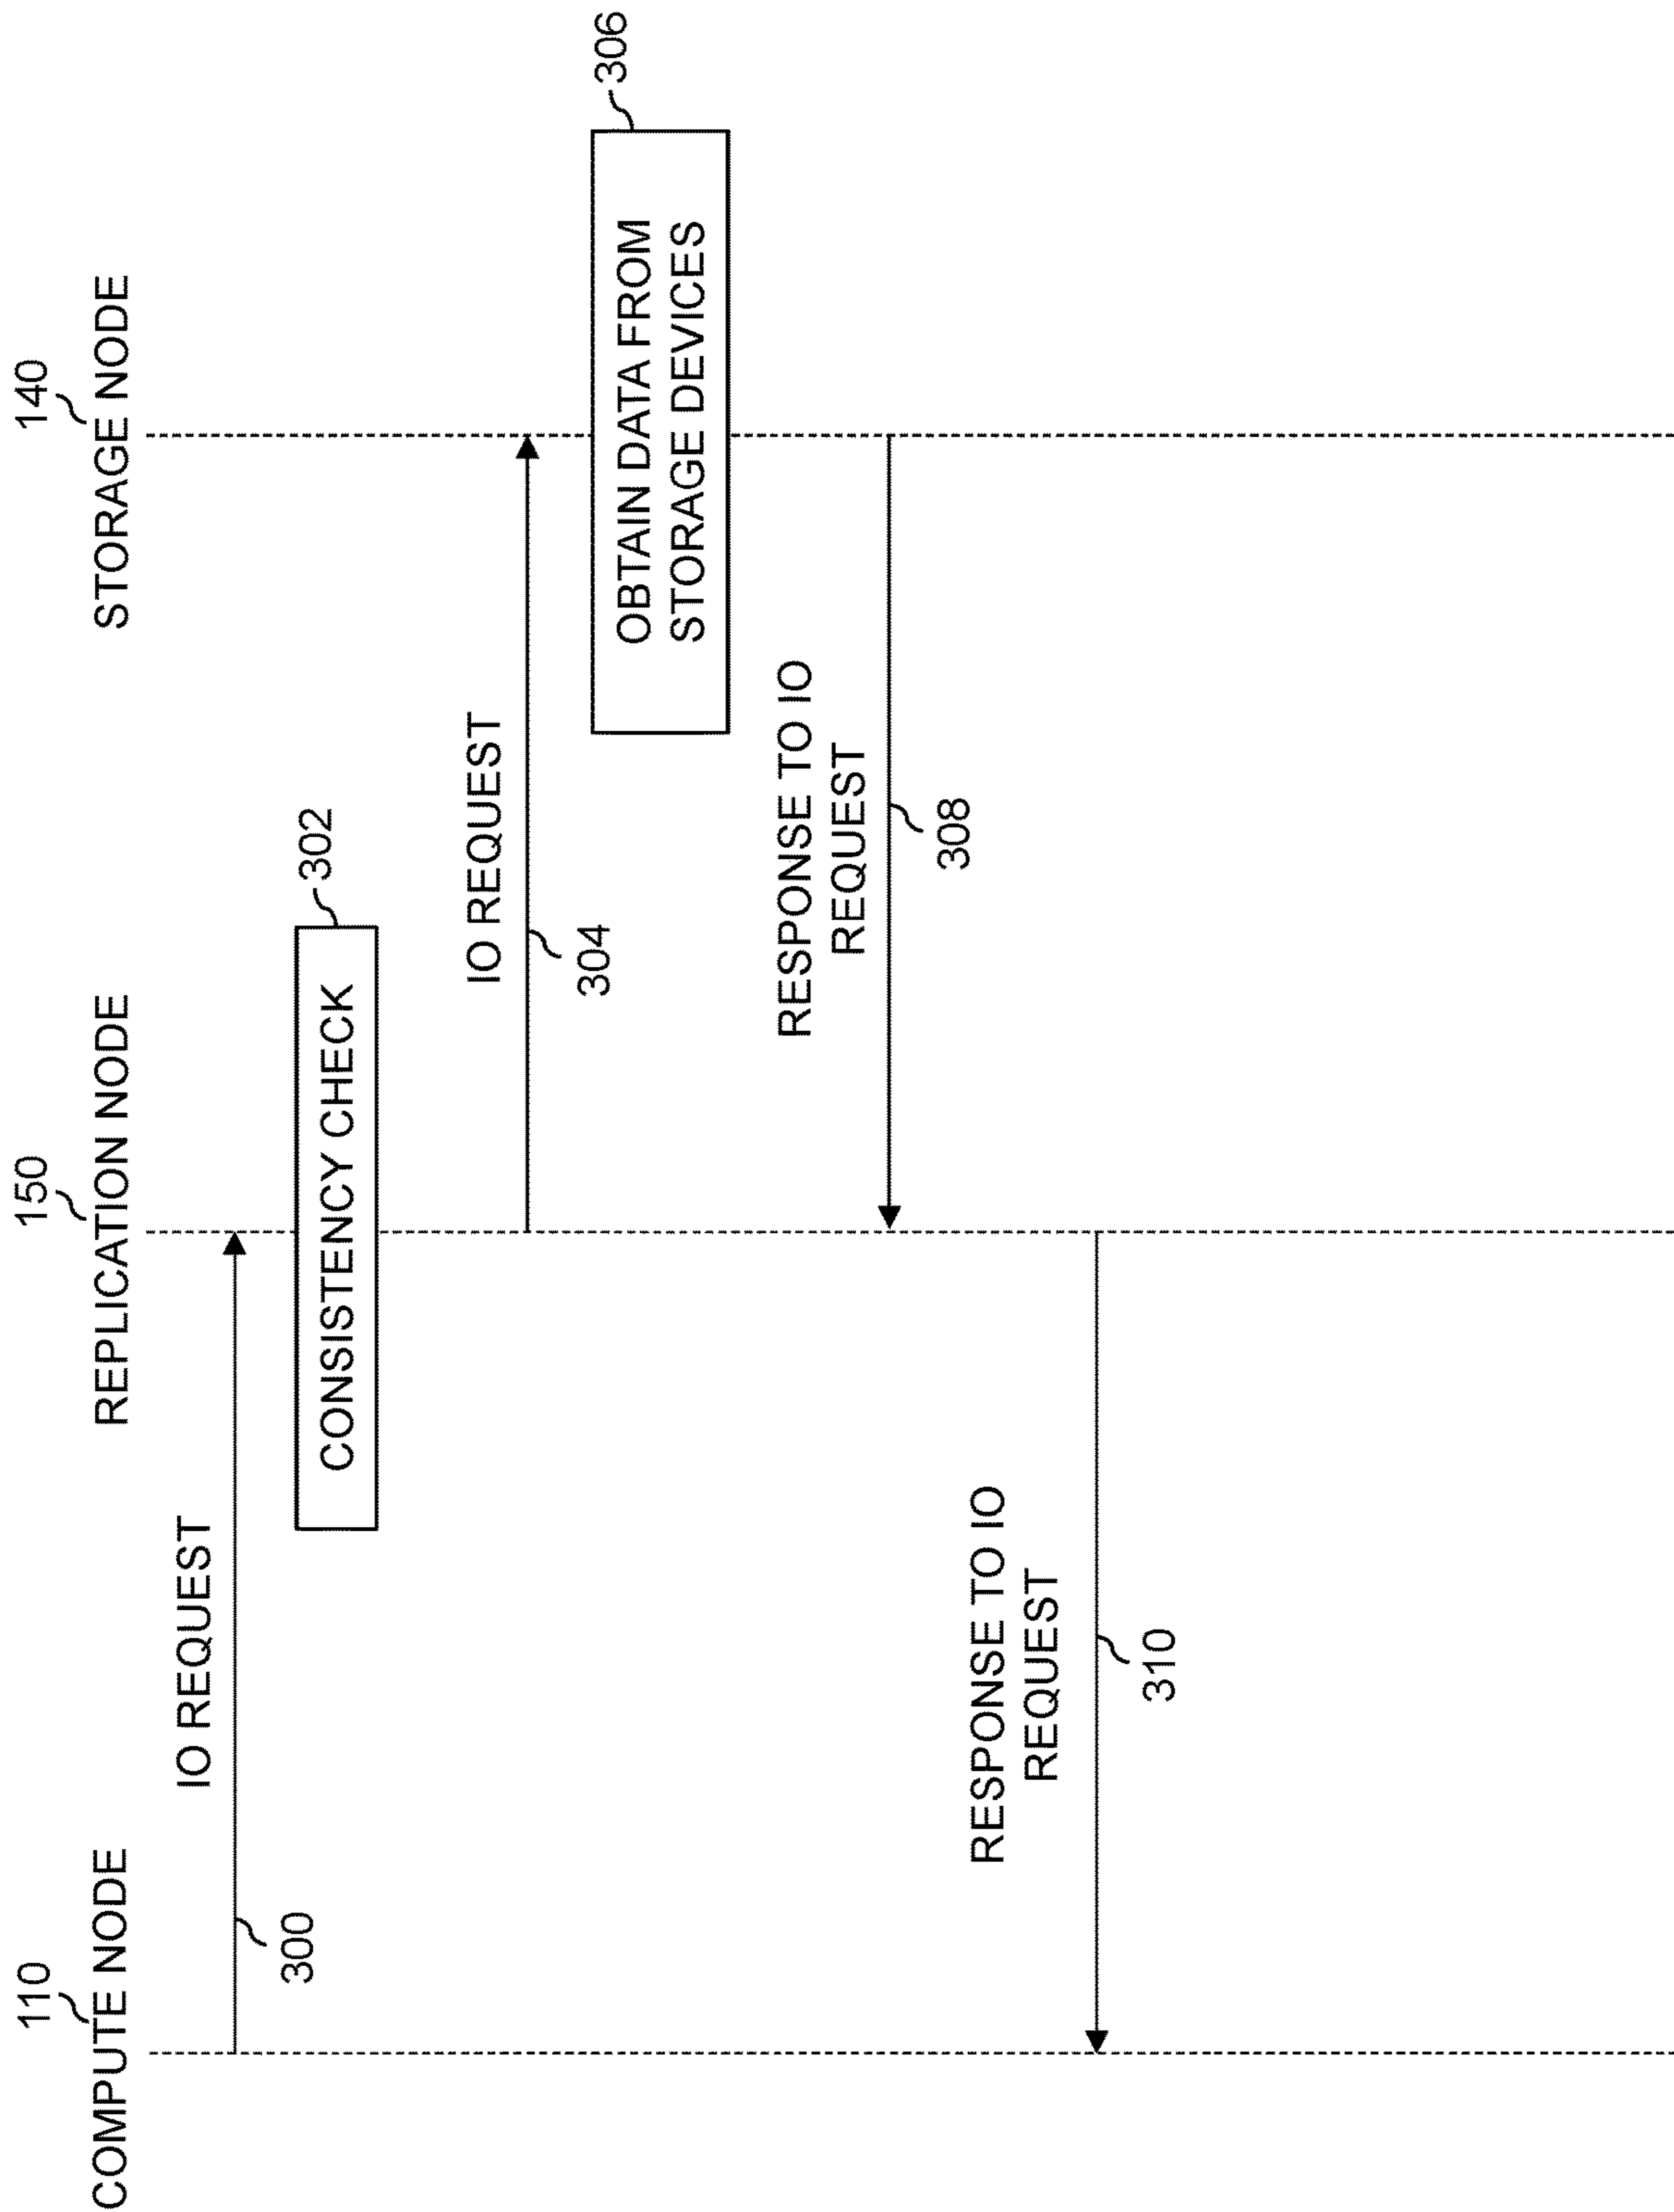 110
COMPUTE NODE
150
REPLICATION NODE
140
STORAGE NODE
IO REQUEST
300
CONSISTENCY CHECK
302
IO REQUEST
304
306
OBTAIN DATA FROM
STORAGE DEVICES
RESPONSE TO IO
REQUEST
308
RESPONSE TO IO
REQUEST
310